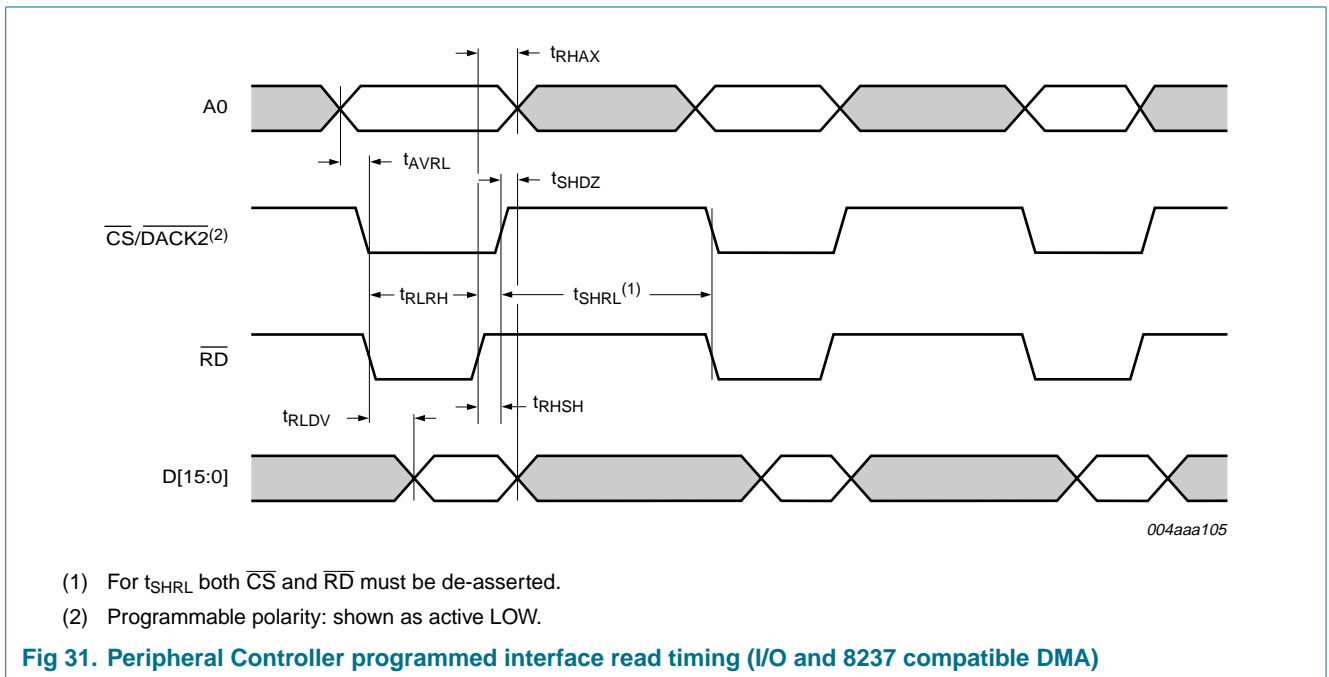 tRHAX
A0
tAVRL
tSHDZ
CS/DACK2(2)
tRLRH
tSHRL(1)
RD
tRHSH
tRLDV
D[15:0]
004aaa105
(1) For tSHRL both CS and RD must be de-asserted.
(2) Programmable polarity: shown as active LOW.
Fig 31. Peripheral Controller programmed interface read timing (I/O and 8237 compatible DMA)